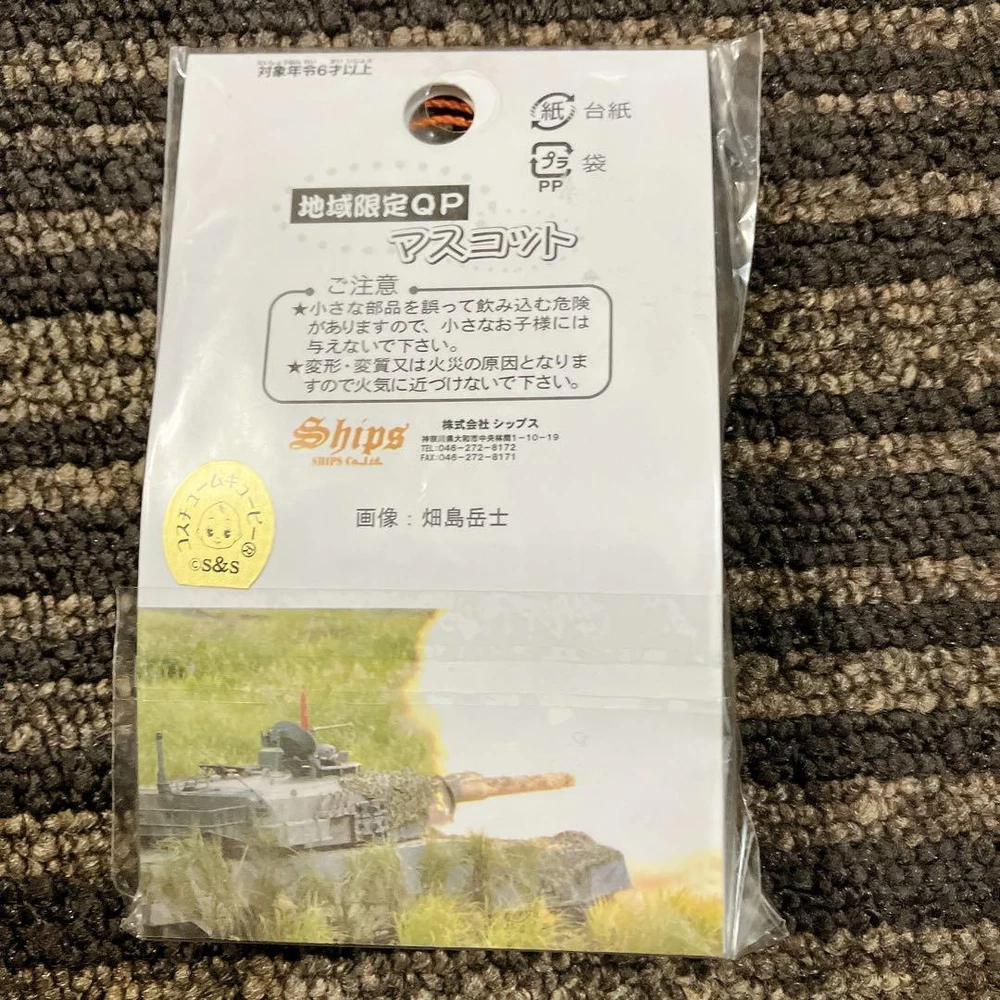 対象年令6才以上
紙 台紙
プラ 袋
PP
地域限定QP
マスコット
ご注意
★小さな部品を誤って飲み込む危険
がありますので、小さなお子様には
与えないで下さい。
★変形・変質又は火災の原因となりま
すので火気に近づけないで下さい。
Ships
SHIPS Co.,Ltd.
株式会社 シップス
神奈川県大和市中央林間1-10-19
TEL:046-272-8172
FAX:046-272-8171
コスチュームキューピー
©S&S
画像：畑島岳士